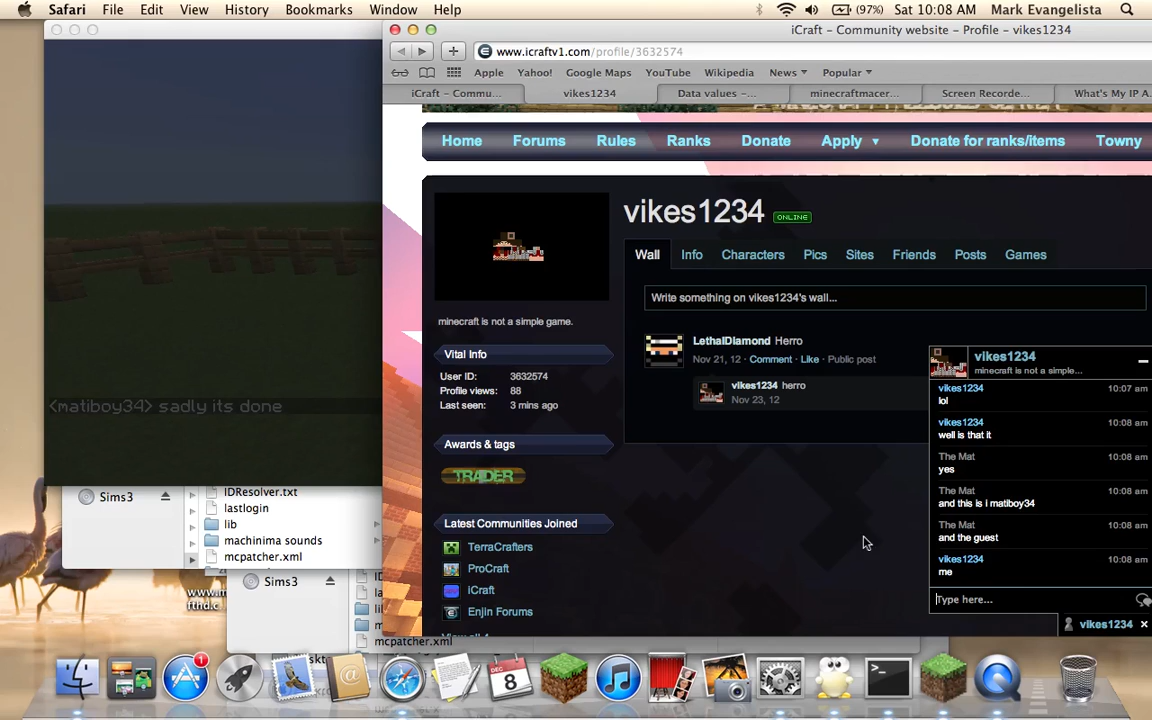 Safari File Edit View History Bookmarks Window Help (97%) Sat 10:08 AM Mark Evangelista
iCraft – Community website – Profile – vikes1234
www.icraftv1.com/profile/3632574
Apple Yahoo! Google Maps YouTube Wikipedia News Popular
iCraft – Commu... vikes1234 Data values –... minecraftmacer... Screen Recorde... What's My IP A
Home Forums Rules Ranks Donate Apply Donate for ranks/items Towny
vikes1234 ONLINE
Wall Info Characters Pics Sites Friends Posts Games
Write something on vikes1234's wall...
minecraft is not a simple game.
LethalDiamond Herro
Nov 21, 12 · Comment · Like · Public post
vikes1234 herro
Nov 23, 12
Vital Info
User ID: 3632574
Profile views: 88
Last seen: 3 mins ago
Awards & tags
TRADER
Latest Communities Joined
TerraCrafters
ProCraft
iCraft
Enjin Forums
vikes1234
minecraft is not a simple...
vikes1234 10:07 am
lol
vikes1234 10:08 am
well is that it
The Mat 10:08 am
yes
The Mat 10:08 am
and this is i matiboy34
The Mat 10:08 am
and the guest
vikes1234 10:08 am
me
Type here...
vikes1234
<matiboy34> sadly its done
Sims3
IDResolver.txt
lastlogin
lib
machinima sounds
mcpatcher.xml
Sims3
mcpatcher.xml
www.m
fthd.c
1
DEC
8